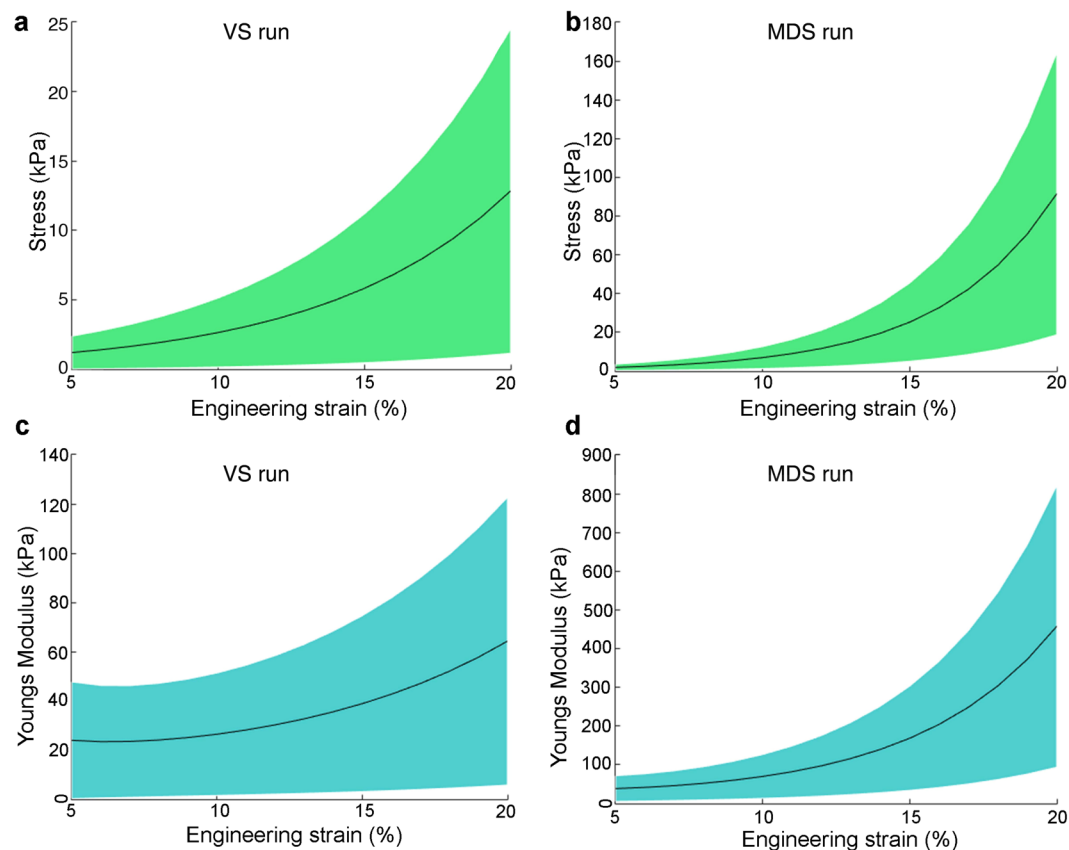 a
VS run
25
20
15
10
5
0
Stress (kPa)
5 10 15 20
Engineering strain (%)
b
MDS run
180
160
140
120
100
80
60
40
20
0
Stress (kPa)
5 10 15 20
Engineering strain (%)
c
VS run
140
120
100
80
60
40
20
0
Youngs Modulus (kPa)
5 10 15 20
Engineering strain (%)
d
MDS run
900
800
700
600
500
400
300
200
100
0
Youngs Modulus (kPa)
5 10 15 20
Engineering strain (%)